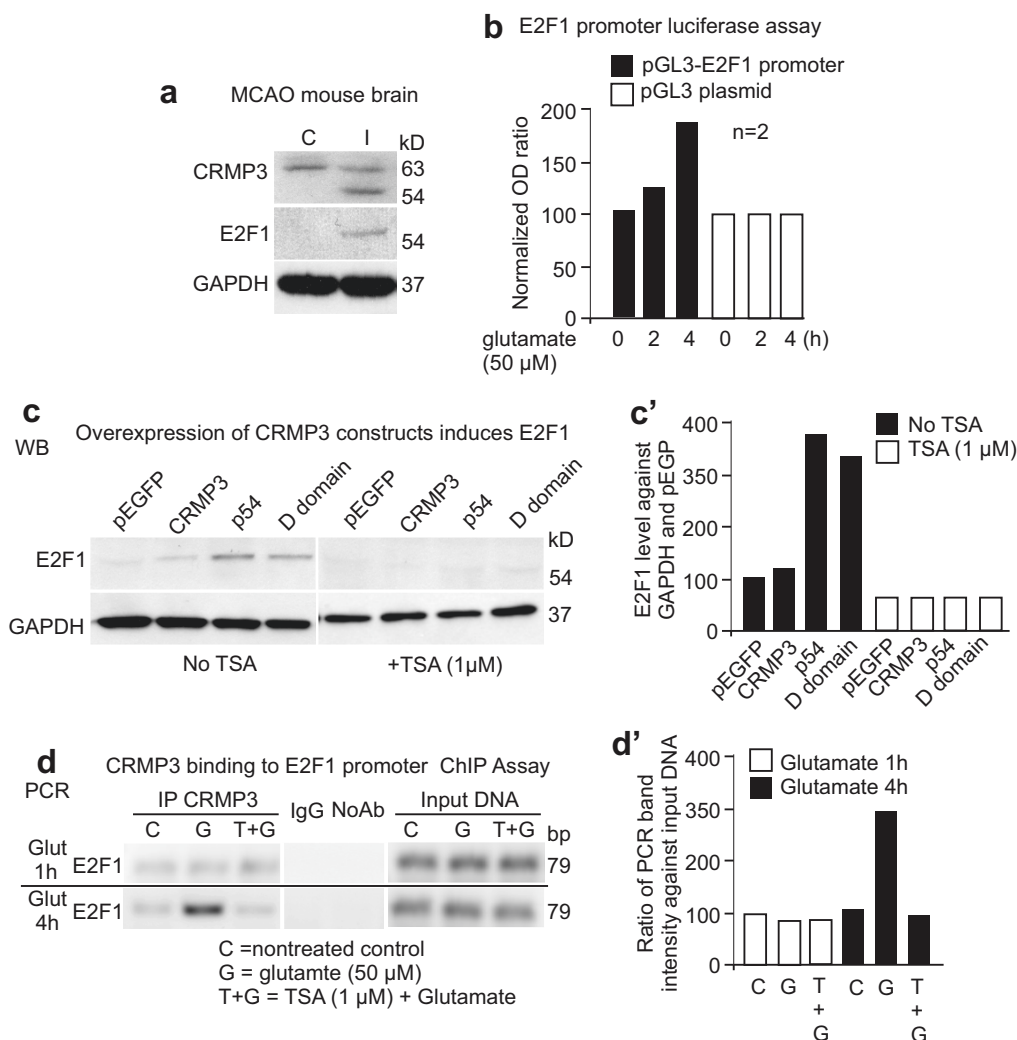 a MCAO mouse brain
C I kD
CRMP3 63
54
E2F1 54
GAPDH 37
b E2F1 promoter luciferase assay
pGL3-E2F1 promoter
pGL3 plasmid
n=2
Normalized OD ratio
200
150
100
50
0
glutamate 0 2 4 0 2 4 (h)
(50 µM)
c
WB Overexpression of CRMP3 constructs induces E2F1
pEGFP CRMP3 p54 D domain pEGFP CRMP3 p54 D domain
kD
E2F1
54
GAPDH 37
No TSA +TSA (1µM)
c'
No TSA
TSA (1 µM)
E2F1 level against
GAPDH and pEGP
400
350
200
100
0
pEGFP CRMP3 p54 D domain pEGFP CRMP3 p54 D domain
d CRMP3 binding to E2F1 promoter ChIP Assay
PCR
IP CRMP3 IgG NoAb Input DNA
C G T+G C G T+G bp
Glut
1h E2F1 79
Glut
4h E2F1 79
C =nontreated control
G = glutamte (50 µM)
T+G = TSA (1 µM) + Glutamate
d'
Glutamate 1h
Glutamate 4h
Ratio of PCR band
intensity against input DNA
400
350
200
100
0
C G T+G C G T+G